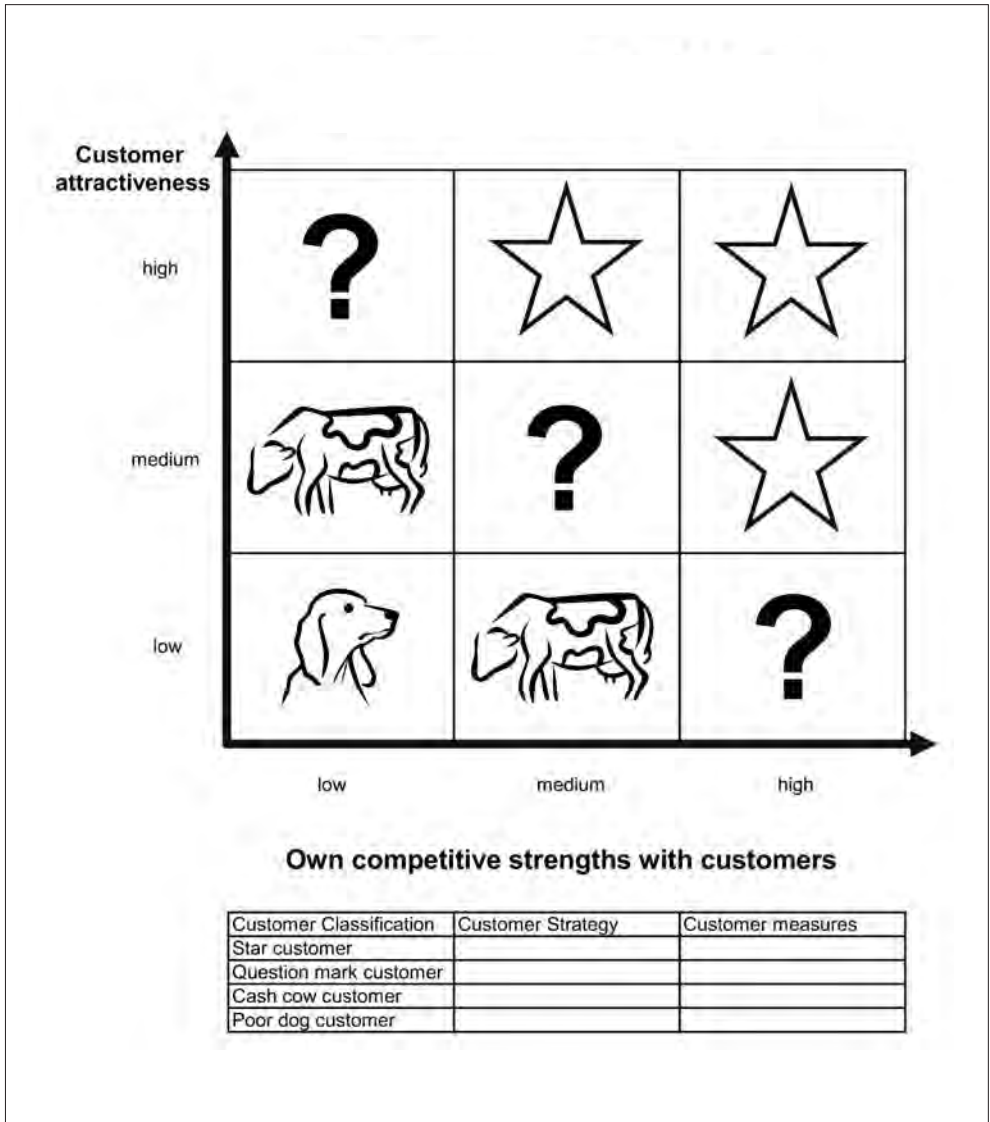 Customer
attractiveness
high
medium
low
low medium high
Own competitive strengths with customers
Customer Classification Customer Strategy Customer measures
Star customer
Question mark customer
Cash cow customer
Poor dog customer